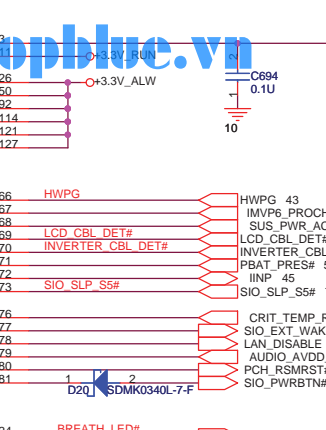 3
opblue.vn
11 +3.3V_RUN
2
C694
0.1U
26 +3.3V_ALW
50
1
92
114
10
121
127
66 HWPG HWPG 43
67 IMVP6_PROCH
68 SUS_PWR_AC
69 LCD_CBL_DET# LCD_CBL_DET#
70 INVERTER_CBL_DET# INVERTER_CBL
71 PBAT_PRES#
72 IINP 45
73 SIO_SLP_S5# SIO_SLP_S5#
76 CRIT_TEMP_R
77 SIO_EXT_WAK
78 LAN_DISABLE
79 AUDIO_AVDD_
80 PCH_RSMRST#
81 1 2 SIO_PWRBTN#
D20 SDMK0340L-7-F
BREATH_LED#